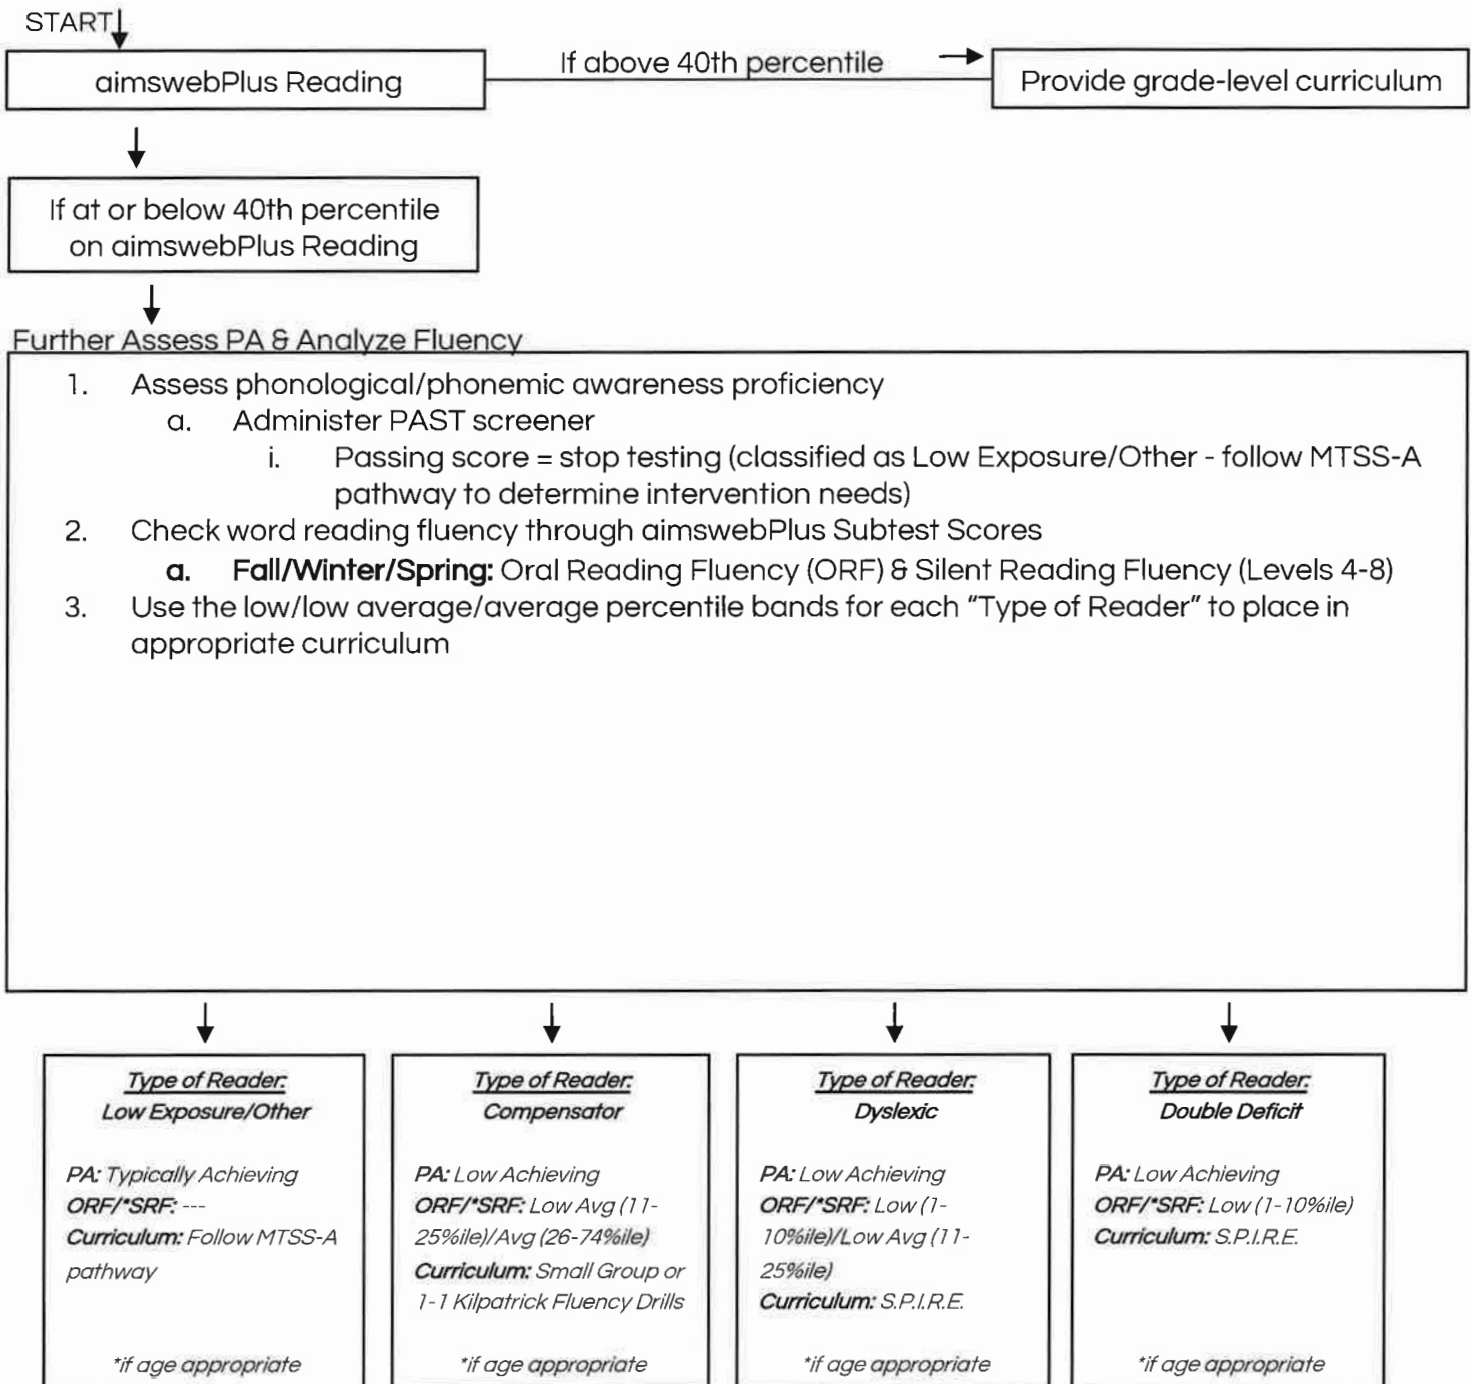 START
aimswebPlus Reading
If above 40th percentile
Provide grade-level curriculum
If at or below 40th percentile
on aimswebPlus Reading
Further Assess PA & Analyze Fluency
1. Assess phonological/phonemic awareness proficiency
a. Administer PAST screener
i. Passing score = stop testing (classified as Low Exposure/Other - follow MTSS-A
pathway to determine intervention needs)
2. Check word reading fluency through aimswebPlus Subtest Scores
a. Fall/Winter/Spring: Oral Reading Fluency (ORF) & Silent Reading Fluency (Levels 4-8)
3. Use the low/low average/average percentile bands for each "Type of Reader" to place in
appropriate curriculum
Type of Reader:
Low Exposure/Other
PA: Typically Achieving
ORF/*SRF: ---
Curriculum: Follow MTSS-A
pathway
*if age appropriate
Type of Reader:
Compensator
PA: Low Achieving
ORF/*SRF: Low Avg (11-
25%ile)/Avg (26-74%ile)
Curriculum: Small Group or
1-1 Kilpatrick Fluency Drills
*if age appropriate
Type of Reader:
Dyslexic
PA: Low Achieving
ORF/*SRF: Low (1-
10%ile)/Low Avg (11-
25%ile)
Curriculum: S.P.I.R.E.
*if age appropriate
Type of Reader:
Double Deficit
PA: Low Achieving
ORF/*SRF: Low (1-10%ile)
Curriculum: S.P.I.R.E.
*if age appropriate